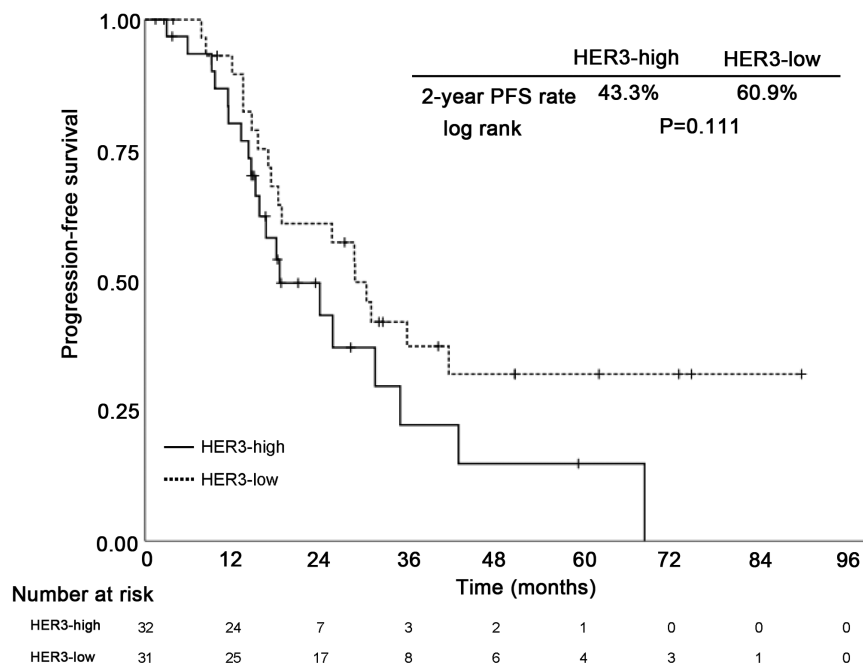 1.00
0.75
0.50
0.25
0.00
Progression-free survival
HER3-high HER3-low
2-year PFS rate 43.3% 60.9%
log rank P=0.111
HER3-high
HER3-low
0 12 24 36 48 60 72 84 96
Time (months)
Number at risk
HER3-high 32 24 7 3 2 1 0 0 0
HER3-low 31 25 17 8 6 4 3 1 0